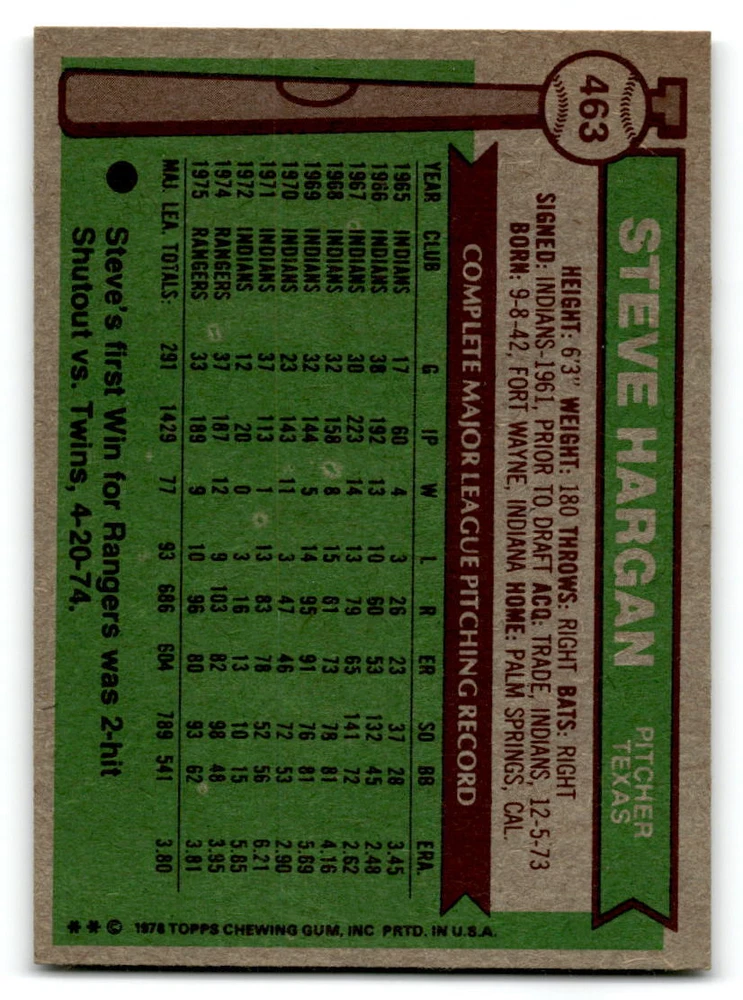 463
STEVE HARGAN
PITCHER
TEXAS
HEIGHT: 6'3" WEIGHT: 180 THROWS: RIGHT BATS: RIGHT
SIGNED: INDIANS-1961, PRIOR TO DRAFT ACQ: TRADE, INDIANS, 12-5-73
BORN: 9-8-42, FORT WAYNE, INDIANA HOME: PALM SPRINGS, CAL.
COMPLETE MAJOR LEAGUE PITCHING RECORD
YEAR CLUB G IP W L R ER SO BB ERA.
1965 INDIANS 17 60 4 3 26 23 37 28 3.45
1966 INDIANS 38 192 13 10 60 53 132 45 2.48
1967 INDIANS 30 223 14 13 79 65 141 72 2.62
1968 INDIANS 32 158 8 15 81 73 78 81 4.16
1969 INDIANS 32 144 5 14 95 91 76 81 5.69
1970 INDIANS 23 143 11 3 47 46 72 53 2.90
1971 INDIANS 37 113 1 13 83 78 52 56 6.21
1972 INDIANS 12 20 0 3 16 13 10 15 5.85
1974 RANGERS 37 187 12 9 103 82 98 48 3.95
1975 RANGERS 33 189 9 10 96 80 93 62 3.81
MAJ. LEA. TOTALS: 291 1429 77 93 686 604 789 541 3.80
Steve's first Win for Rangers was 2-hit
Shutout vs. Twins, 4-20-74.
** © 1976 TOPPS CHEWING GUM, INC PRTD. IN U.S.A.